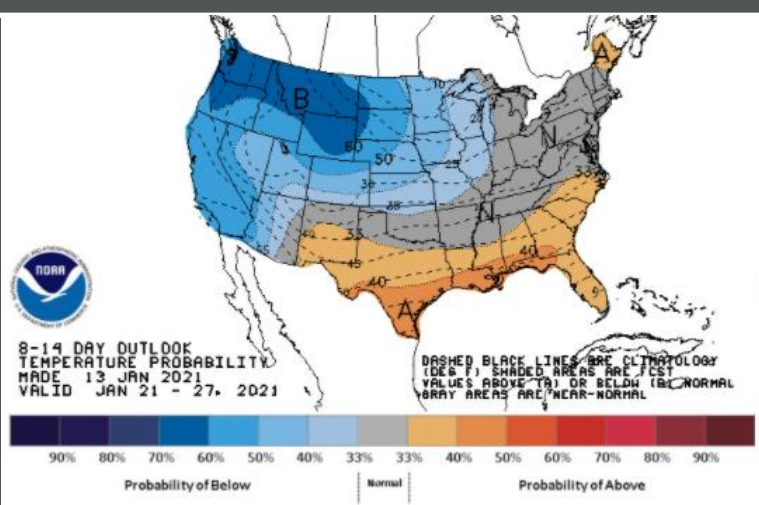 B
A
N
N
A
60
50
33
40
40
NOAA
8-14 DAY OUTLOOK
TEMPERATURE PROBABILITY
MADE 13 JAN 2021
VALID JAN 21 - 27, 2021
DASHED BLACK LINES ARE CLIMATOLOGY
(DEG F) SHADED AREAS ARE FCST
VALUES ABOVE (A) OR BELOW (B) NORMAL
GRAY AREAS ARE NEAR-NORMAL
90% 80% 70% 60% 50% 40% 33% 33% 40% 50% 60% 70% 80% 90%
Probability of Below Normal Probability of Above